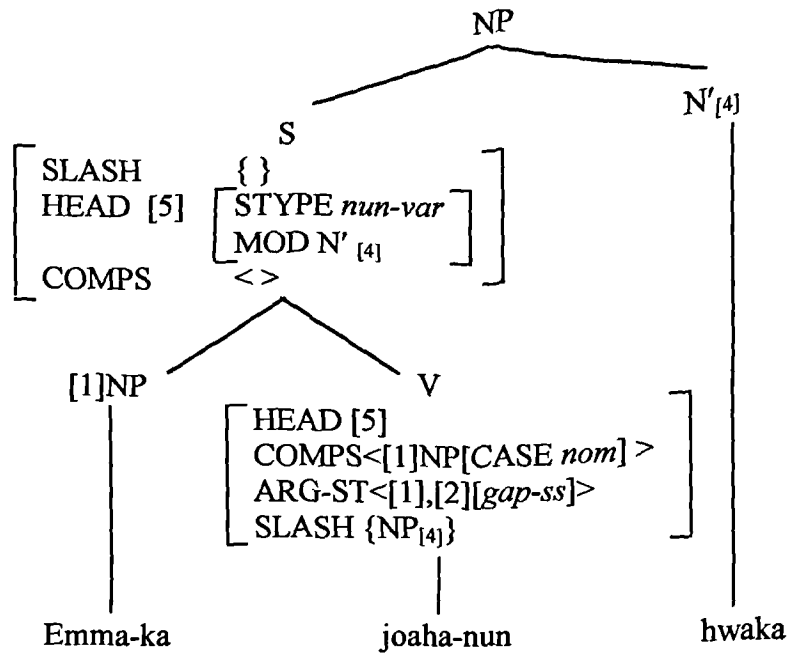 NP
S
N′[4]
SLASH { }
HEAD [5] STYPE nun-var
MOD N′ [4]
COMPS < >
[1]NP
V
HEAD [5]
COMPS<[1]NP[CASE nom] >
ARG-ST<[1],[2][gap-ss]>
SLASH {NP[4]}
Emma-ka joaha-nun hwaka